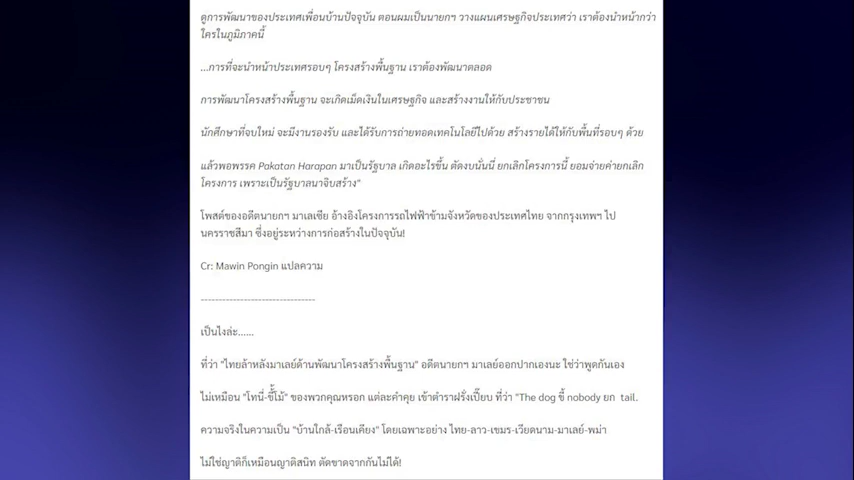 ดูการพัฒนาของประเทศเพื่อนบ้านปัจจุบัน ตอนผมเป็นนายกฯ วางแผนเศรษฐกิจประเทศว่า เราต้องนำหน้ากว่า
ใครในภูมิภาคนี้
...การที่จะนำหน้าประเทศรอบๆ โครงสร้างพื้นฐาน เราต้องพัฒนาตลอด
การพัฒนาโครงสร้างพื้นฐาน จะเกิดเม็ดเงินในเศรษฐกิจ และสร้างงานให้กับประชาชน
นักศึกษาที่จบใหม่ จะมีงานรองรับ และได้รับการถ่ายทอดเทคโนโลยีไปด้วย สร้างรายได้ให้กับพื้นที่รอบๆ ด้วย
แล้วพอพรรค Pakatan Harapan มาเป็นรัฐบาล เกิดอะไรขึ้น ตัดงบนั่นนี่ ยกเลิกโครงการนี้ ยอมจ่ายค่ายกเลิก
โครงการ เพราะเป็นรัฐบาลนาจิบสร้าง"
โพสต์ของอดีตนายกฯ มาเลเซีย อ้างอิงโครงการรถไฟฟ้าข้ามจังหวัดของประเทศไทย จากกรุงเทพฯ ไป
นครราชสีมา ซึ่งอยู่ระหว่างการก่อสร้างในปัจจุบัน!
Cr: Mawin Pongin แปลความ
--------------------------------
เป็นไงล่ะ......
ที่ว่า "ไทยล้าหลังมาเลย์ด้านพัฒนาโครงสร้างพื้นฐาน" อดีตนายกฯ มาเลย์ออกปากเองนะ ใช่ว่าพูดกันเอง
ไม่เหมือน "โทนี่-ขี้โม้" ของพวกคุณหรอก แต่ละคำคุย เข้าตำราฝรั่งเปี๊ยบ ที่ว่า "The dog ขี้ nobody ยก tail.
ความจริงในความเป็น "บ้านใกล้-เรือนเคียง" โดยเฉพาะอย่าง ไทย-ลาว-เขมร-เวียดนาม-มาเลย์-พม่า
ไม่ใช่ญาติก็เหมือนญาติสนิท ตัดขาดจากกันไม่ได้!